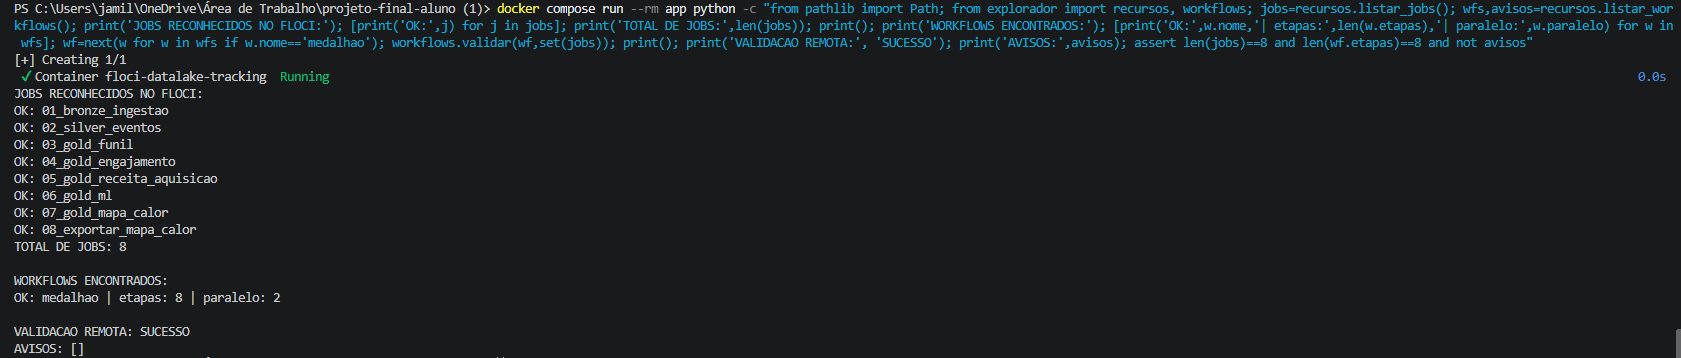 PS C:\Users\jamil\OneDrive\Área de Trabalho\projeto-final-aluno (1)> docker compose run --rm app python -c "from pathlib import Path; from explorador import recursos, workflows; jobs=recursos.listar_jobs(); wfs,avisos=recursos.listar_wor
kflows(); print('JOBS RECONHECIDOS NO FLOCI:'); [print('OK:',j) for j in jobs]; print('TOTAL DE JOBS:',len(jobs)); print(); print('WORKFLOWS ENCONTRADOS:'); [print('OK:',w.nome,'| etapas:',len(w.etapas),'| paralelo:',w.paralelo) for w in
 wfs]; wf=next(w for w in wfs if w.nome=='medalhao'); workflows.validar(wf,set(jobs)); print(); print('VALIDACAO REMOTA:', 'SUCESSO'); print('AVISOS:',avisos); assert len(jobs)==8 and len(wf.etapas)==8 and not avisos"
[+] Creating 1/1
 ✓ Container floci-datalake-tracking  Running 0.0s
JOBS RECONHECIDOS NO FLOCI:
OK: 01_bronze_ingestao
OK: 02_silver_eventos
OK: 03_gold_funil
OK: 04_gold_engajamento
OK: 05_gold_receita_aquisicao
OK: 06_gold_ml
OK: 07_gold_mapa_calor
OK: 08_exportar_mapa_calor
TOTAL DE JOBS: 8

WORKFLOWS ENCONTRADOS:
OK: medalhao | etapas: 8 | paralelo: 2

VALIDACAO REMOTA: SUCESSO
AVISOS: []